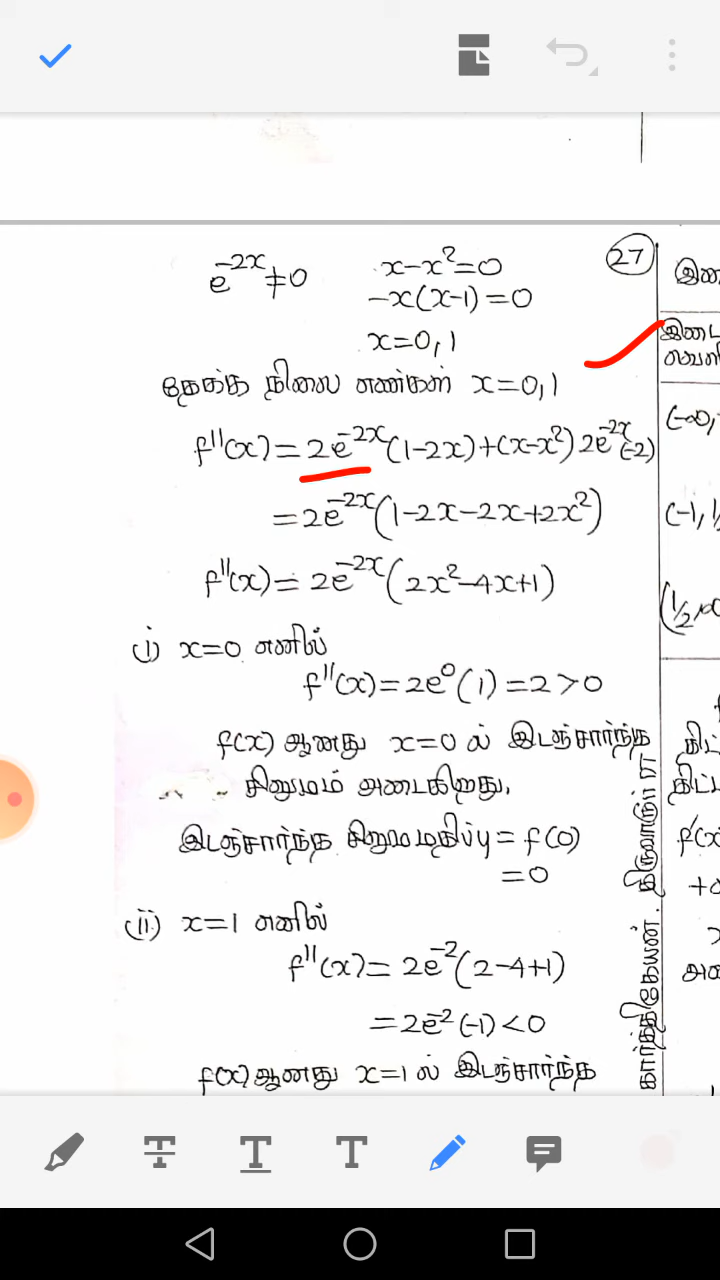 e^{-2x} ≠ 0   x-x²=0   (27)
-x(x-1)=0
x=0,1
தேக்க நிலை எண்கள் x=0,1
f''(x) = 2e^{-2x}(1-2x)+(x-x²)2e^{-2x}(-2)
= 2e^{-2x}(1-2x-2x+2x²)
f''(x) = 2e^{-2x}(2x²-4x+1)
i) x=0 எனில்
f''(x) = 2e⁰(1) = 2 > 0
f(x) ஆனது x=0 ல் இடஞ்சார்ந்த
சிறுமம் அடைகிறது.
இடஞ்சார்ந்த சிறும மதிப்பு = f(0)
= 0
ii) x=1 எனில்
f''(x) = 2e^{-2}(2-4+1)
= 2e^{-2}(-1) < 0
f(x) ஆனது x=1 ல் இடஞ்சார்ந்த
கார்த்திகேயன். திருவாரூர்
(-∞,
(-1, 1/
(1/2, ∞
f'(x
T
T
T